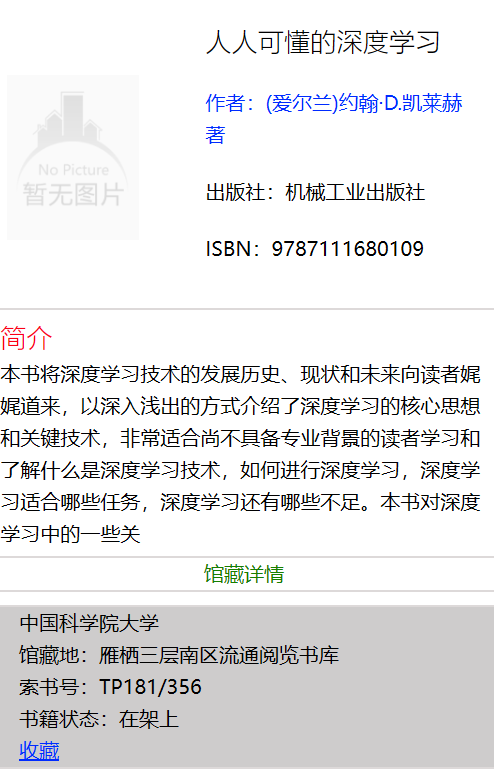 人人可懂的深度学习
作者：(爱尔兰)约翰·D.凯莱赫
著
出版社：机械工业出版社
ISBN：9787111680109
No Picture
暂无图片
简介
本书将深度学习技术的发展历史、现状和未来向读者娓
娓道来，以深入浅出的方式介绍了深度学习的核心思想
和关键技术，非常适合尚不具备专业背景的读者学习和
了解什么是深度学习技术，如何进行深度学习，深度学
习适合哪些任务，深度学习还有哪些不足。本书对深度
学习中的一些关
馆藏详情
中国科学院大学
馆藏地：雁栖三层南区流通阅览书库
索书号：TP181/356
书籍状态：在架上
收藏